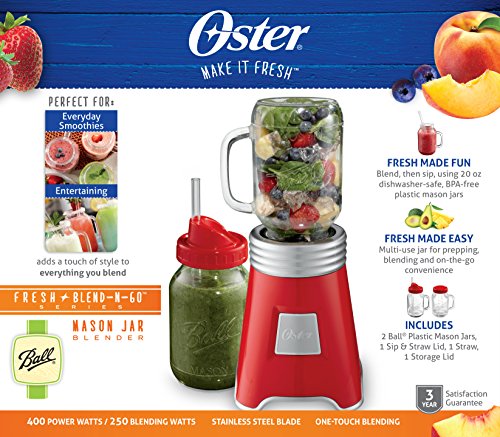 Oster
MAKE IT FRESH™
PERFECT FOR:
Everyday
Smoothies
Entertaining
adds a touch of style to
everything you blend
FRESH + BLEND-N-GO™
SERIES
Ball
MASON JAR
BLENDER
Ball
MASON
Oster
FRESH MADE FUN
Blend, then sip, using 20 oz
dishwasher-safe, BPA-free
plastic mason jars
FRESH MADE EASY
Multi-use jar for prepping,
blending and on-the-go
convenience
INCLUDES
2 Ball® Plastic Mason Jars,
1 Sip & Straw Lid, 1 Straw,
1 Storage Lid
3
YEAR
Satisfaction
Guarantee
400 POWER WATTS / 250 BLENDING WATTS STAINLESS STEEL BLADE ONE-TOUCH BLENDING